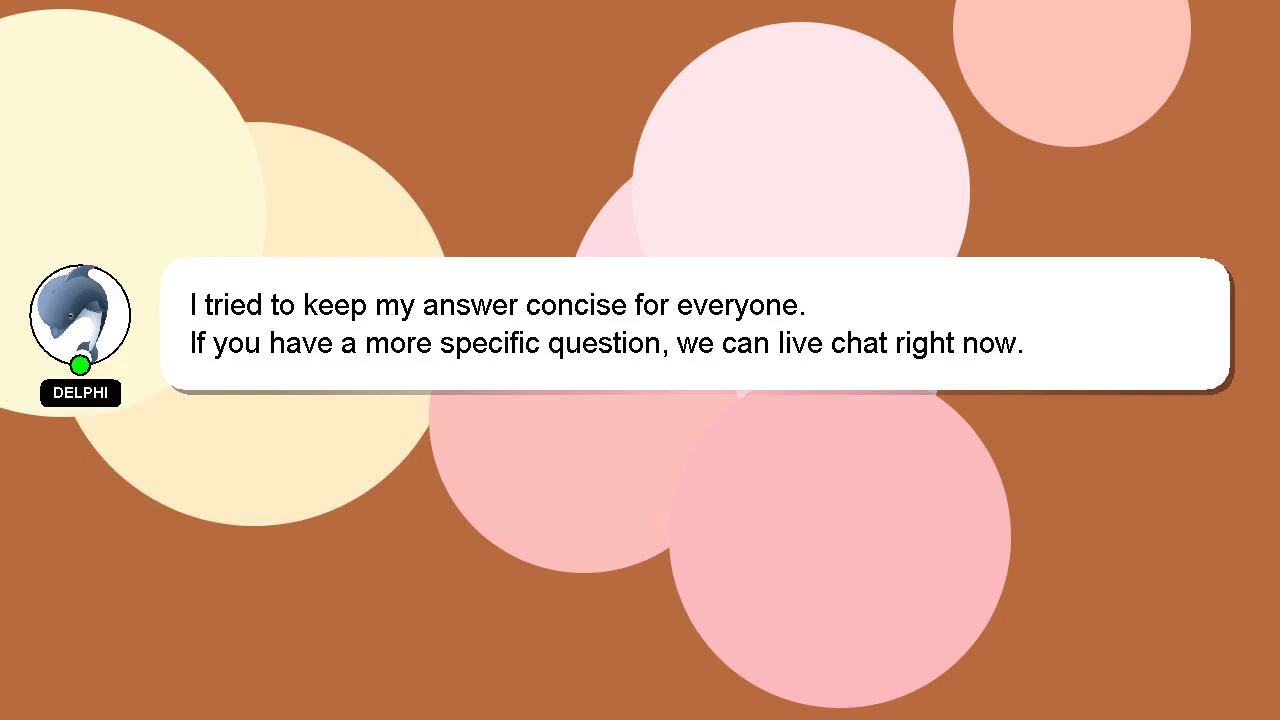 I tried to keep my answer concise for everyone.
If you have a more specific question, we can live chat right now.
DELPHI